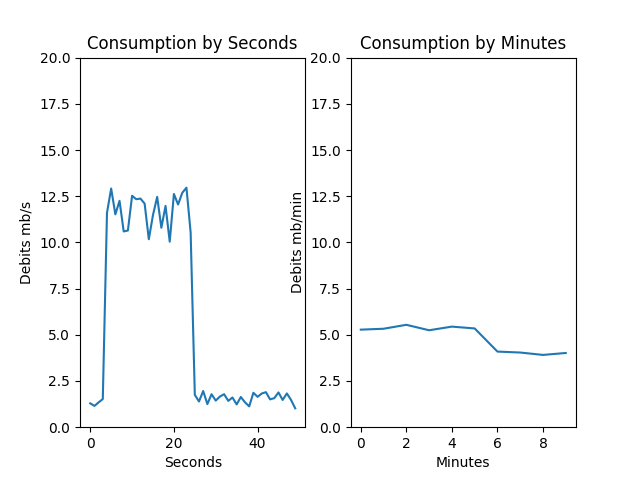 Consumption by Seconds
20.0
17.5
15.0
12.5
10.0
7.5
5.0
2.5
0.0
Debits mb/s
0 20 40
Seconds
Consumption by Minutes
20.0
17.5
15.0
12.5
10.0
7.5
5.0
2.5
0.0
Debits mb/min
0 2 4 6 8
Minutes